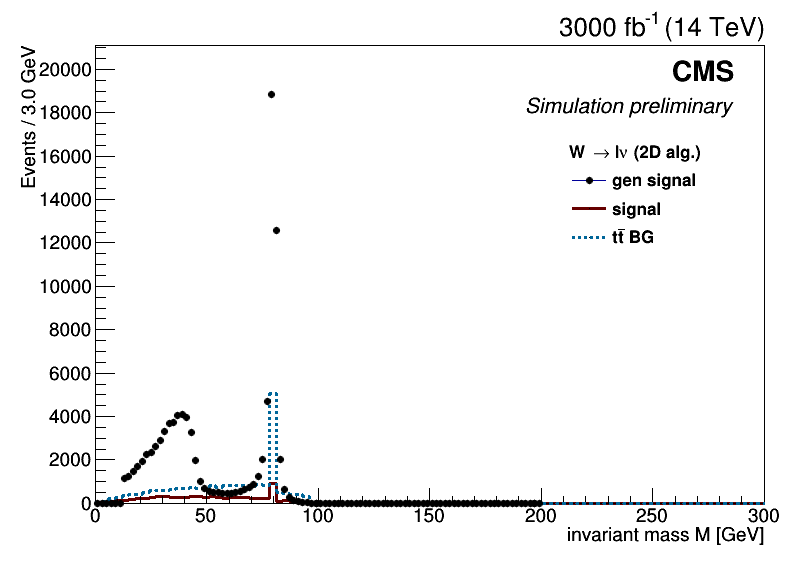 3000 fb⁻¹ (14 TeV)
CMS
Simulation preliminary
W → lν (2D alg.)
gen signal
signal
tt̄ BG
Events / 3.0 GeV
20000
18000
16000
14000
12000
10000
8000
6000
4000
2000
0
0 50 100 150 200 250 300
invariant mass M [GeV]